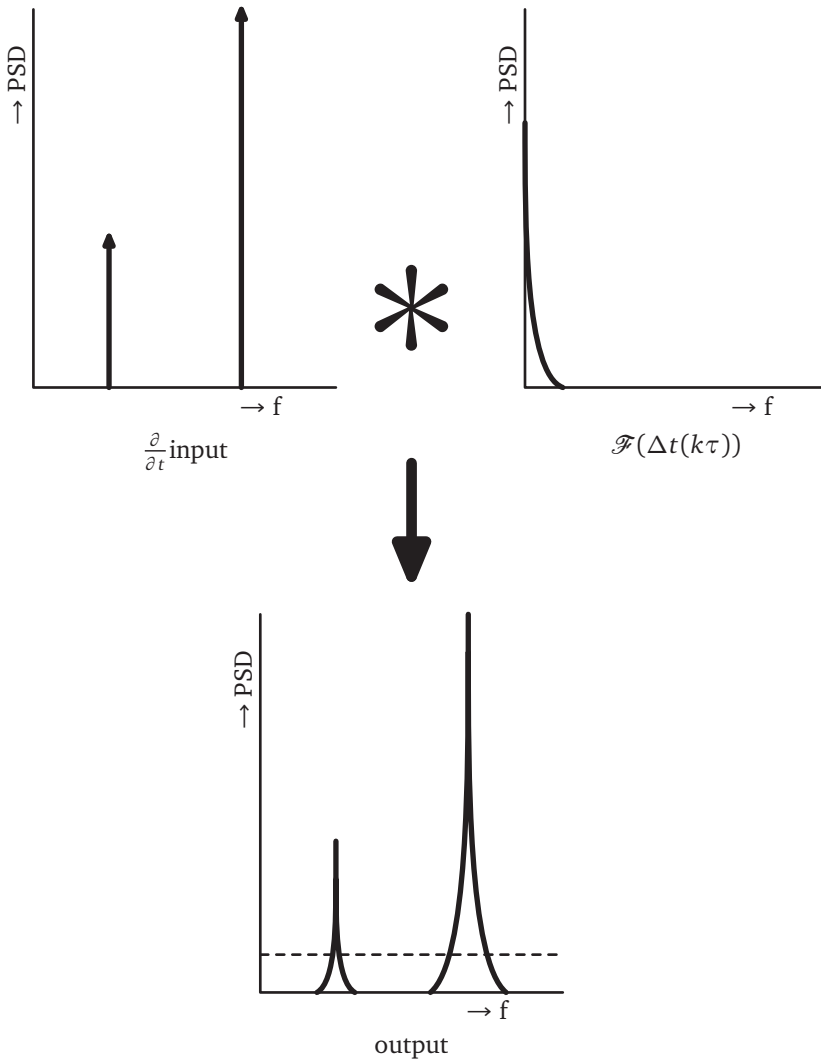 → PSD
→ f
∂/∂t input
→ PSD
→ f
ℱ(Δt(kτ))
→ PSD
→ f
output